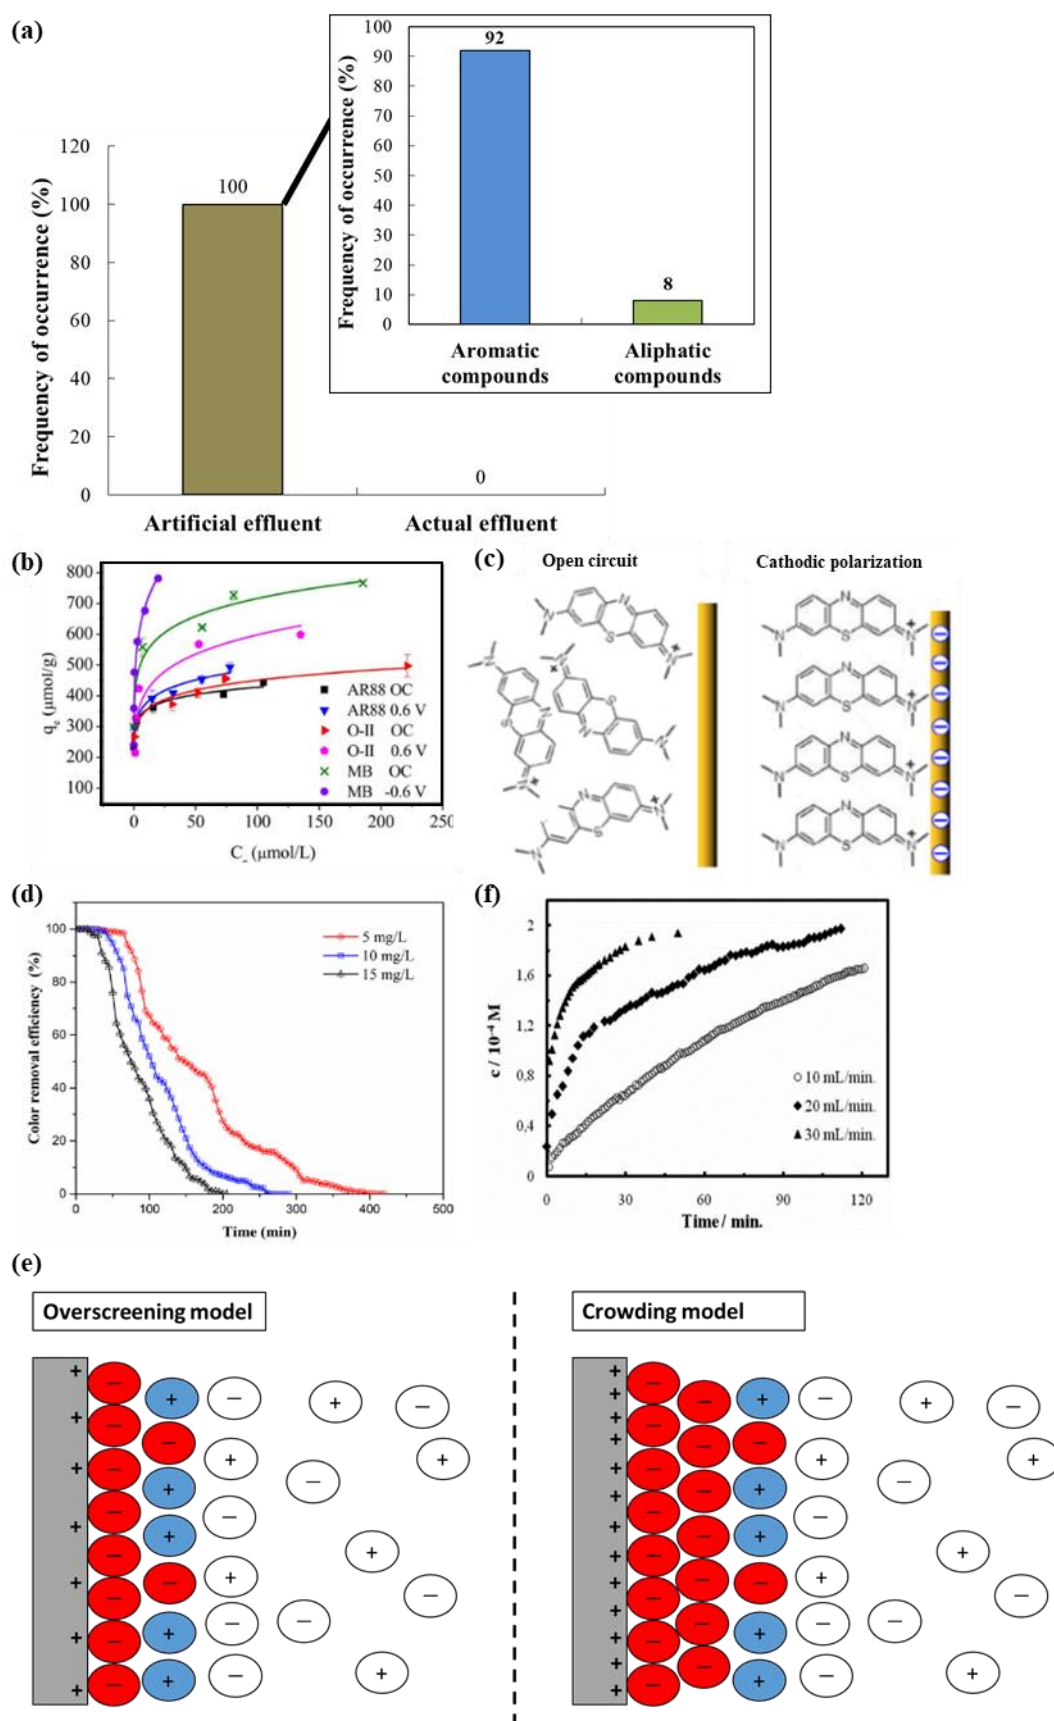 (a)
Frequency of occurrence (%)
100
90
80
70
60
50
40
30
20
10
0
92
8
Aromatic
compounds
Aliphatic
compounds
Frequency of occurrence (%)
120
100
80
60
40
20
0
100
0
Artificial effluent
Actual effluent
(b)
800
700
600
500
400
300
200
100
AR88 OC
AR88 0.6 V
O-II OC
O-II 0.6 V
MB OC
MB -0.6 V
0 50 100 150 200 250
(μmol/g)
C (μmol/L)
(c)
Open circuit
Cathodic polarization
N
S
N
N
+
(d)
Color removal efficiency (%)
100
80
60
40
20
0
5 mg/L
10 mg/L
15 mg/L
0 100 200 300 400 500
Time (min)
(f)
c / 10⁻⁴ M
2
1,6
1,2
0,8
0,4
0
10 mL/min.
20 mL/min.
30 mL/min.
0 30 60 90 120
Time / min.
(e)
Overscreening model
Crowding model